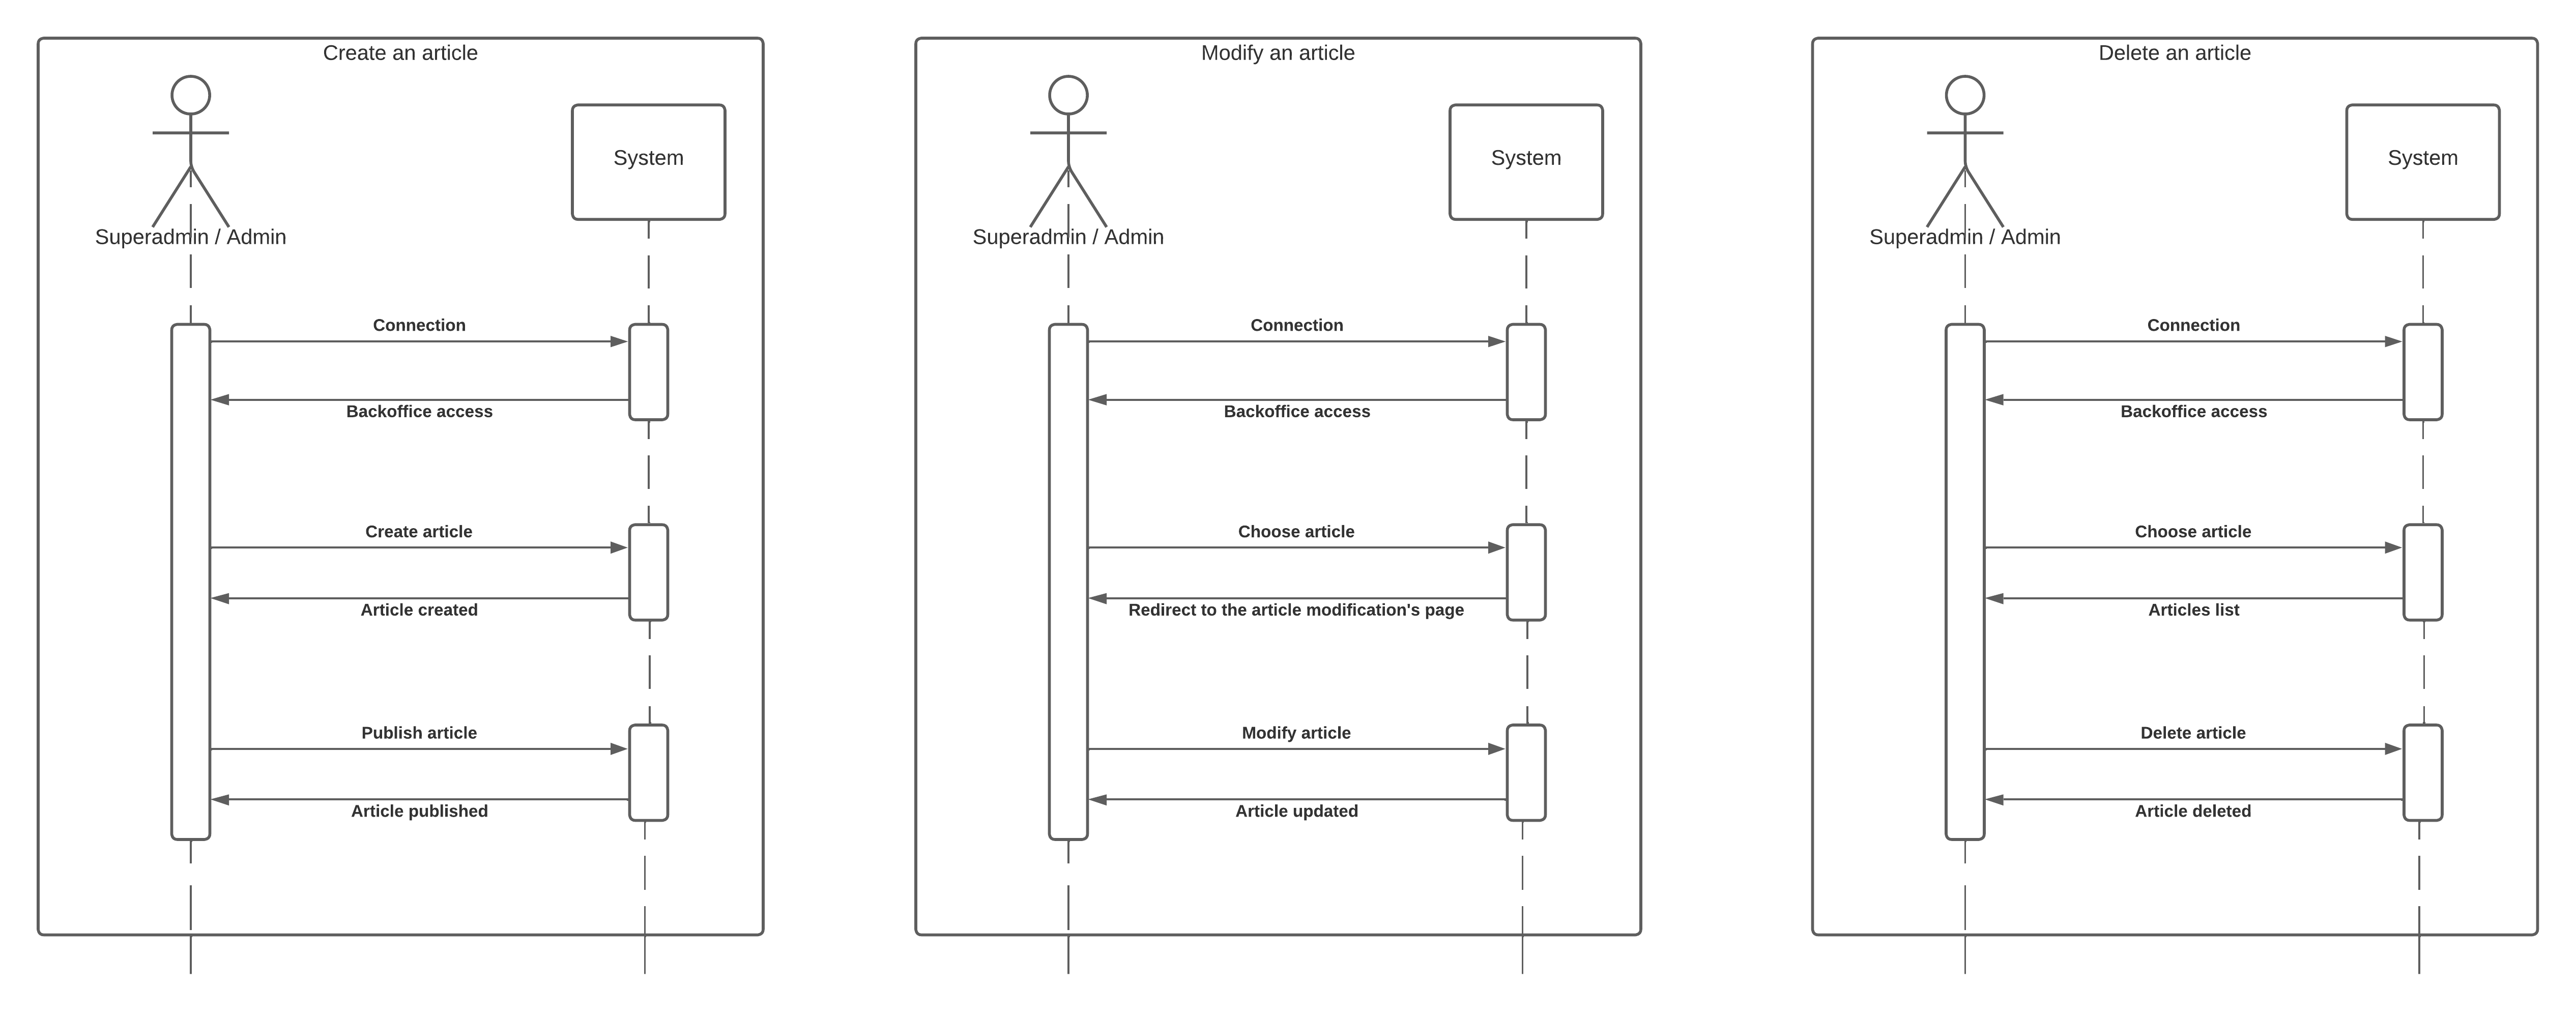 Create an article
System
Superadmin / Admin
Connection
Backoffice access
Create article
Article created
Publish article
Article published
Modify an article
System
Superadmin / Admin
Connection
Backoffice access
Choose article
Redirect to the article modification's page
Modify article
Article updated
Delete an article
System
Superadmin / Admin
Connection
Backoffice access
Choose article
Articles list
Delete article
Article deleted